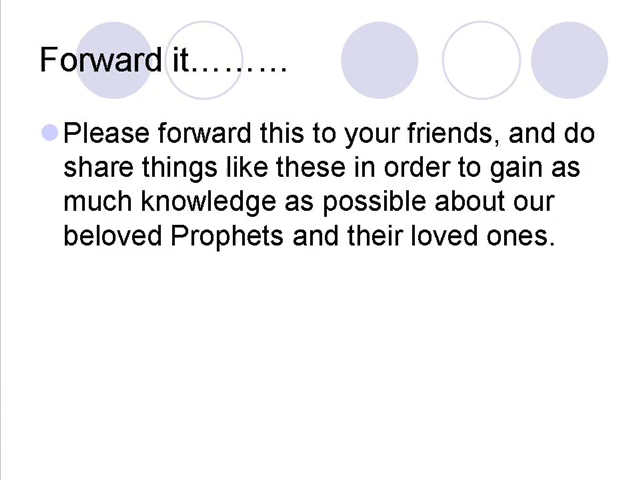 Forward it………
Please forward this to your friends, and do
share things like these in order to gain as
much knowledge as possible about our
beloved Prophets and their loved ones.